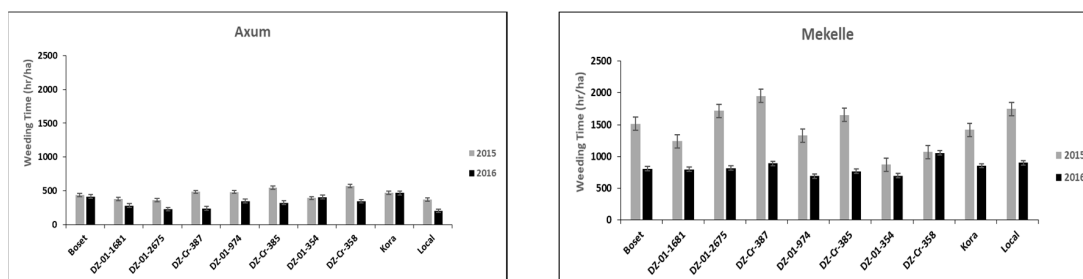 Axum
Weeding Time (hr/ha)
2500
2000
1500
1000
500
0
Boset
DZ-01-1681
DZ-01-2675
DZ-Cr-387
DZ-01-974
DZ-Cr-385
DZ-01-354
DZ-Cr-358
Kora
Local
2015
2016
Mekelle
Weeding Time (hr/ha)
2500
2000
1500
1000
500
0
Boset
DZ-01-1681
DZ-01-2675
DZ-Cr-387
DZ-01-974
DZ-Cr-385
DZ-01-354
DZ-Cr-358
Kora
Local
2015
2016